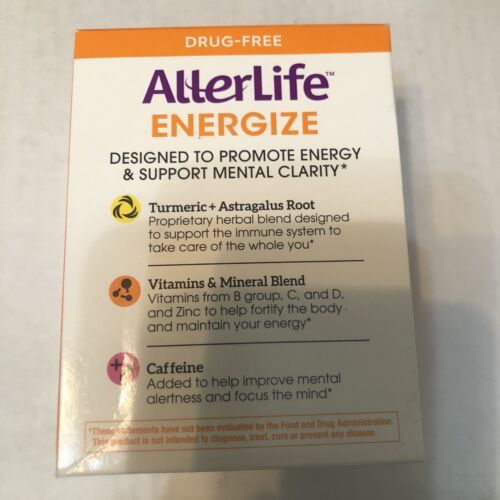 DRUG-FREE
AllerLife™
ENERGIZE
DESIGNED TO PROMOTE ENERGY
& SUPPORT MENTAL CLARITY*
Turmeric + Astragalus Root
Proprietary herbal blend designed
to support the immune system to
take care of the whole you*
Vitamins & Mineral Blend
Vitamins from B group, C, and D,
and Zinc to help fortify the body
and maintain your energy*
Caffeine
Added to help improve mental
alertness and focus the mind*
*These statements have not been evaluated by the Food and Drug Administration.
This product is not intended to diagnose, treat, cure or prevent any disease.